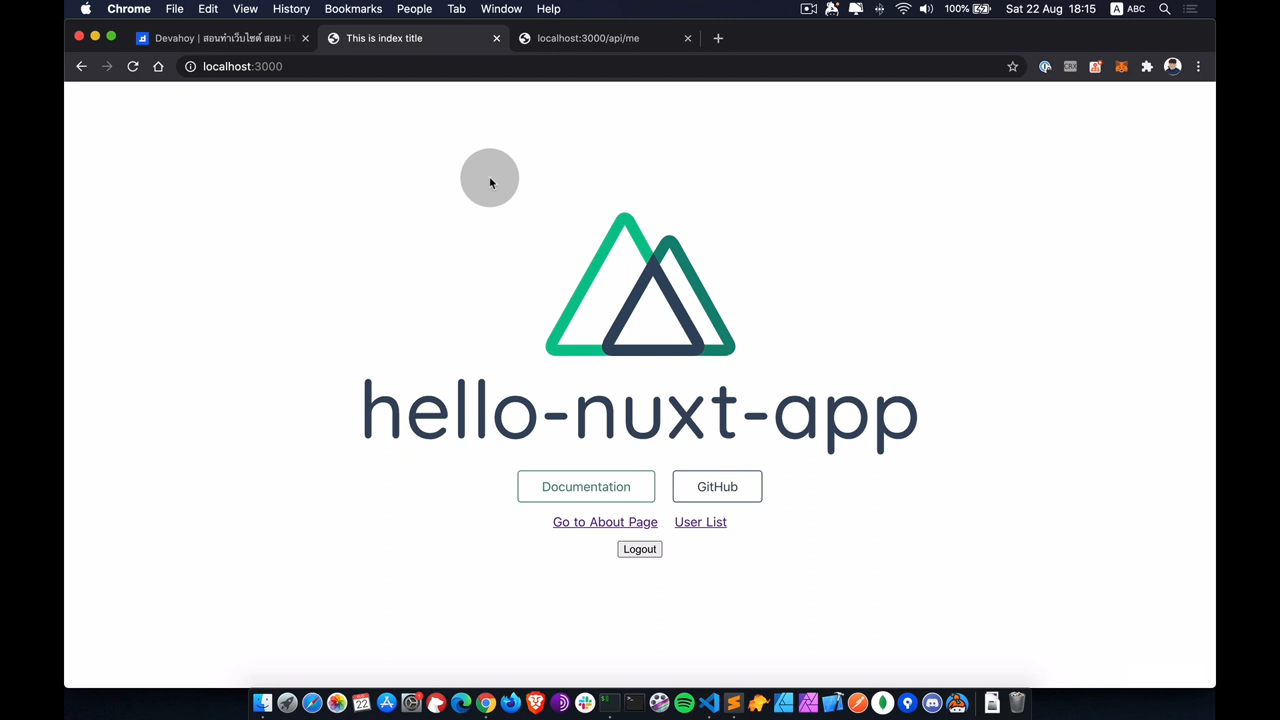 Chrome File Edit View History Bookmarks People Tab Window Help 100% Sat 22 Aug 18:15 A ABC
Devahoy | สอนทำเว็บไซต์ สอน HT This is index title localhost:3000/api/me
localhost:3000
hello-nuxt-app
Documentation GitHub
Go to About Page User List
Logout